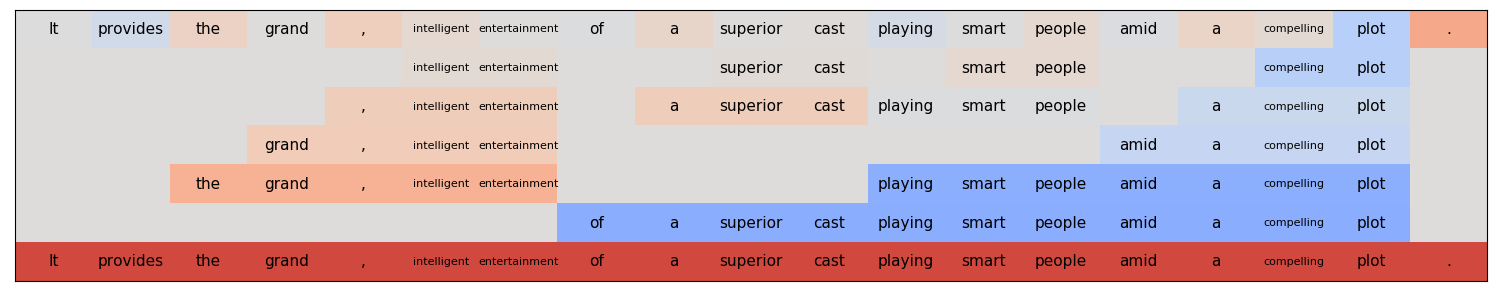 It provides the grand , intelligent entertainment of a superior cast playing smart people amid a compelling plot .
intelligent entertainment superior cast smart people compelling plot
, intelligent entertainment a superior cast playing smart people a compelling plot
grand , intelligent entertainment amid a compelling plot
the grand , intelligent entertainment playing smart people amid a compelling plot
of a superior cast playing smart people amid a compelling plot
It provides the grand , intelligent entertainment of a superior cast playing smart people amid a compelling plot .